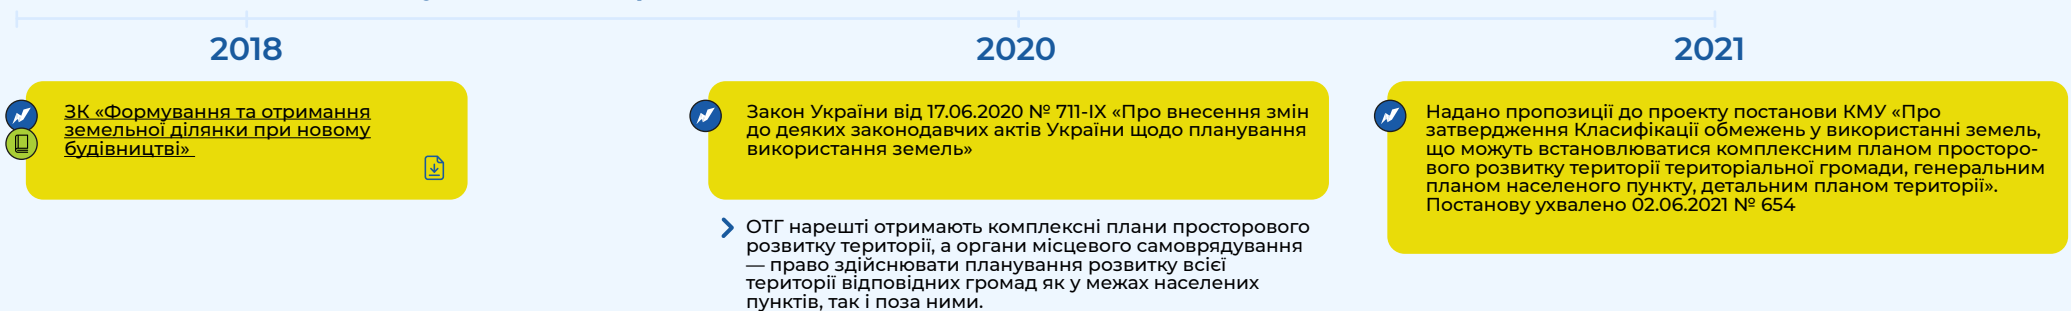 2018
2020
2021
ЗК «Формування та отримання
земельної ділянки при новому
будівництві»
Закон України від 17.06.2020 № 711-IX «Про внесення змін
до деяких законодавчих актів України щодо планування
використання земель»
ОТГ нарешті отримають комплексні плани просторового
розвитку території, а органи місцевого самоврядування
— право здійснювати планування розвитку всієї
території відповідних громад як у межах населених
пунктів, так і поза ними.
Надано пропозиції до проекту постанови КМУ «Про
затвердження Класифікації обмежень у використанні земель,
що можуть встановлюватися комплексним планом просторо-
вого розвитку території територіальної громади, генеральним
планом населеного пункту, детальним планом території».
Постанову ухвалено 02.06.2021 № 654